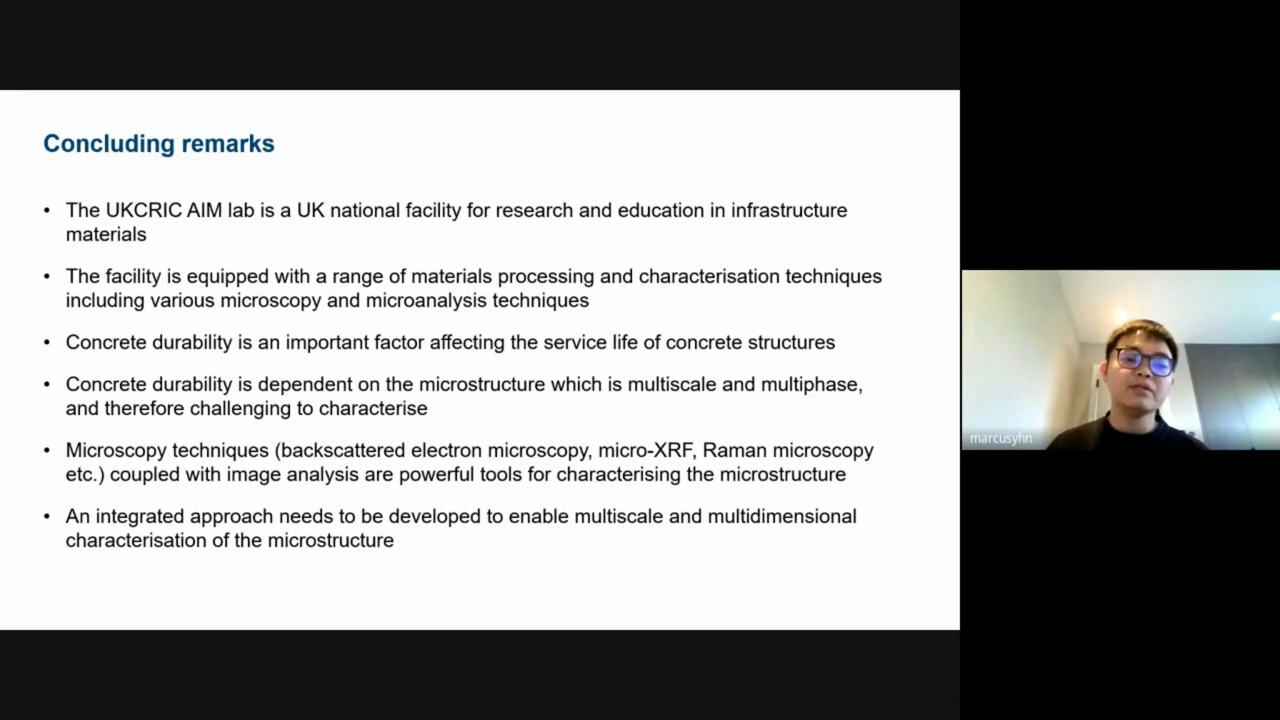 Concluding remarks
• The UKCRIC AIM lab is a UK national facility for research and education in infrastructure
materials
• The facility is equipped with a range of materials processing and characterisation techniques
including various microscopy and microanalysis techniques
• Concrete durability is an important factor affecting the service life of concrete structures
• Concrete durability is dependent on the microstructure which is multiscale and multiphase,
and therefore challenging to characterise
• Microscopy techniques (backscattered electron microscopy, micro-XRF, Raman microscopy
etc.) coupled with image analysis are powerful tools for characterising the microstructure
• An integrated approach needs to be developed to enable multiscale and multidimensional
characterisation of the microstructure
marcusyhn